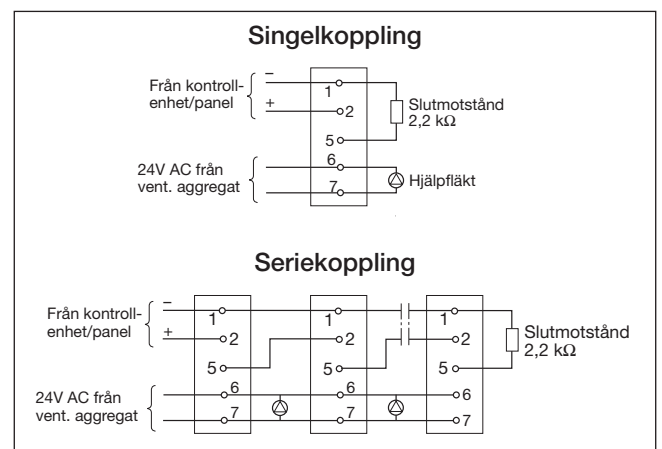 Singelkoppling
Från kontroll-
enhet/panel
–
+
1
2
5
6
7
Slutmotstånd
2,2 kΩ
24V AC från
vent. aggregat
Hjälpfläkt
Seriekoppling
Från kontroll-
enhet/panel
–
+
1
2
5
6
7
1
2
5
6
7
1
2
5
6
7
Slutmotstånd
2,2 kΩ
24V AC från
vent. aggregat